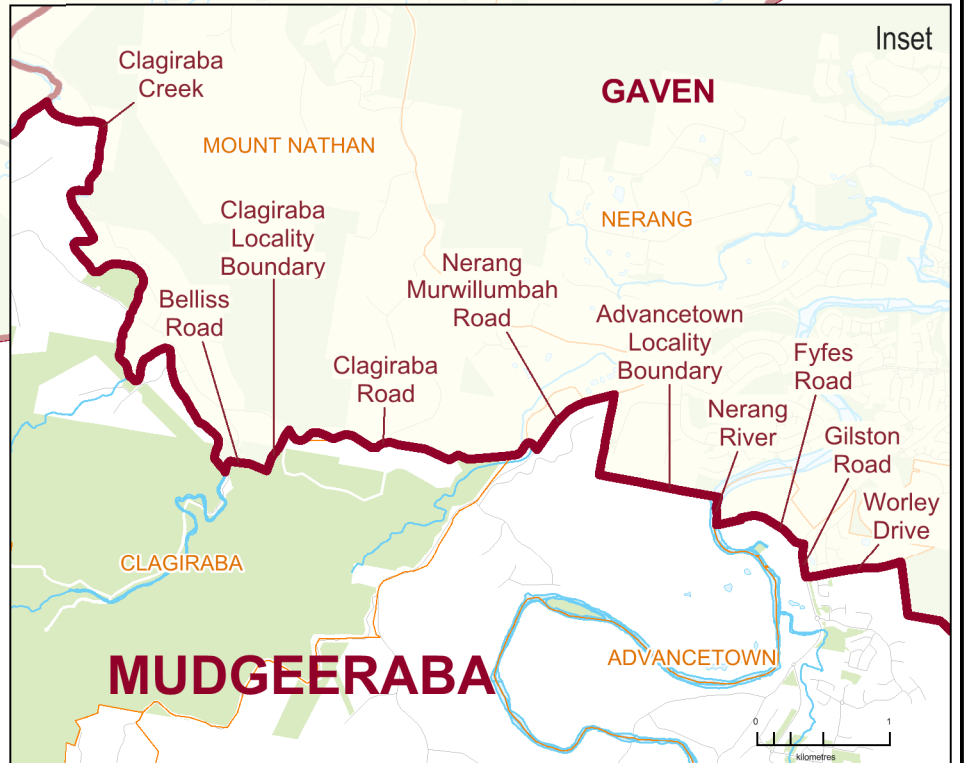 Inset
Clagiraba
Creek
GAVEN
MOUNT NATHAN
Clagiraba
Locality
Boundary
NERANG
Nerang
Murwillumbah
Road
Belliss
Road
Advancetown
Locality
Boundary
Clagiraba
Road
Fyfes
Road
Nerang
River
Gilston
Road
Worley
Drive
CLAGIRABA
MUDGEERABA
ADVANCETOWN
0 1
kilometres